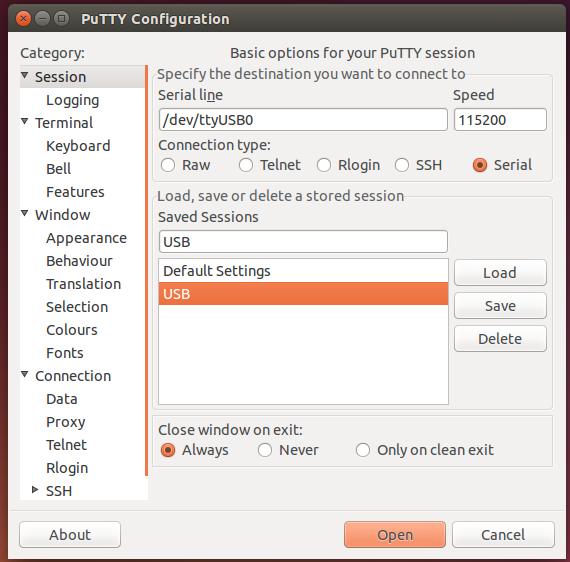 PuTTY Configuration
Category:
Session
Logging
Terminal
Keyboard
Bell
Features
Window
Appearance
Behaviour
Translation
Selection
Colours
Fonts
Connection
Data
Proxy
Telnet
Rlogin
SSH
Basic options for your PuTTY session
Specify the destination you want to connect to
Serial line Speed
/dev/ttyUSB0 115200
Connection type:
Raw Telnet Rlogin SSH Serial
Load, save or delete a stored session
Saved Sessions
USB
Default Settings
USB
Load
Save
Delete
Close window on exit:
Always Never Only on clean exit
About Open Cancel